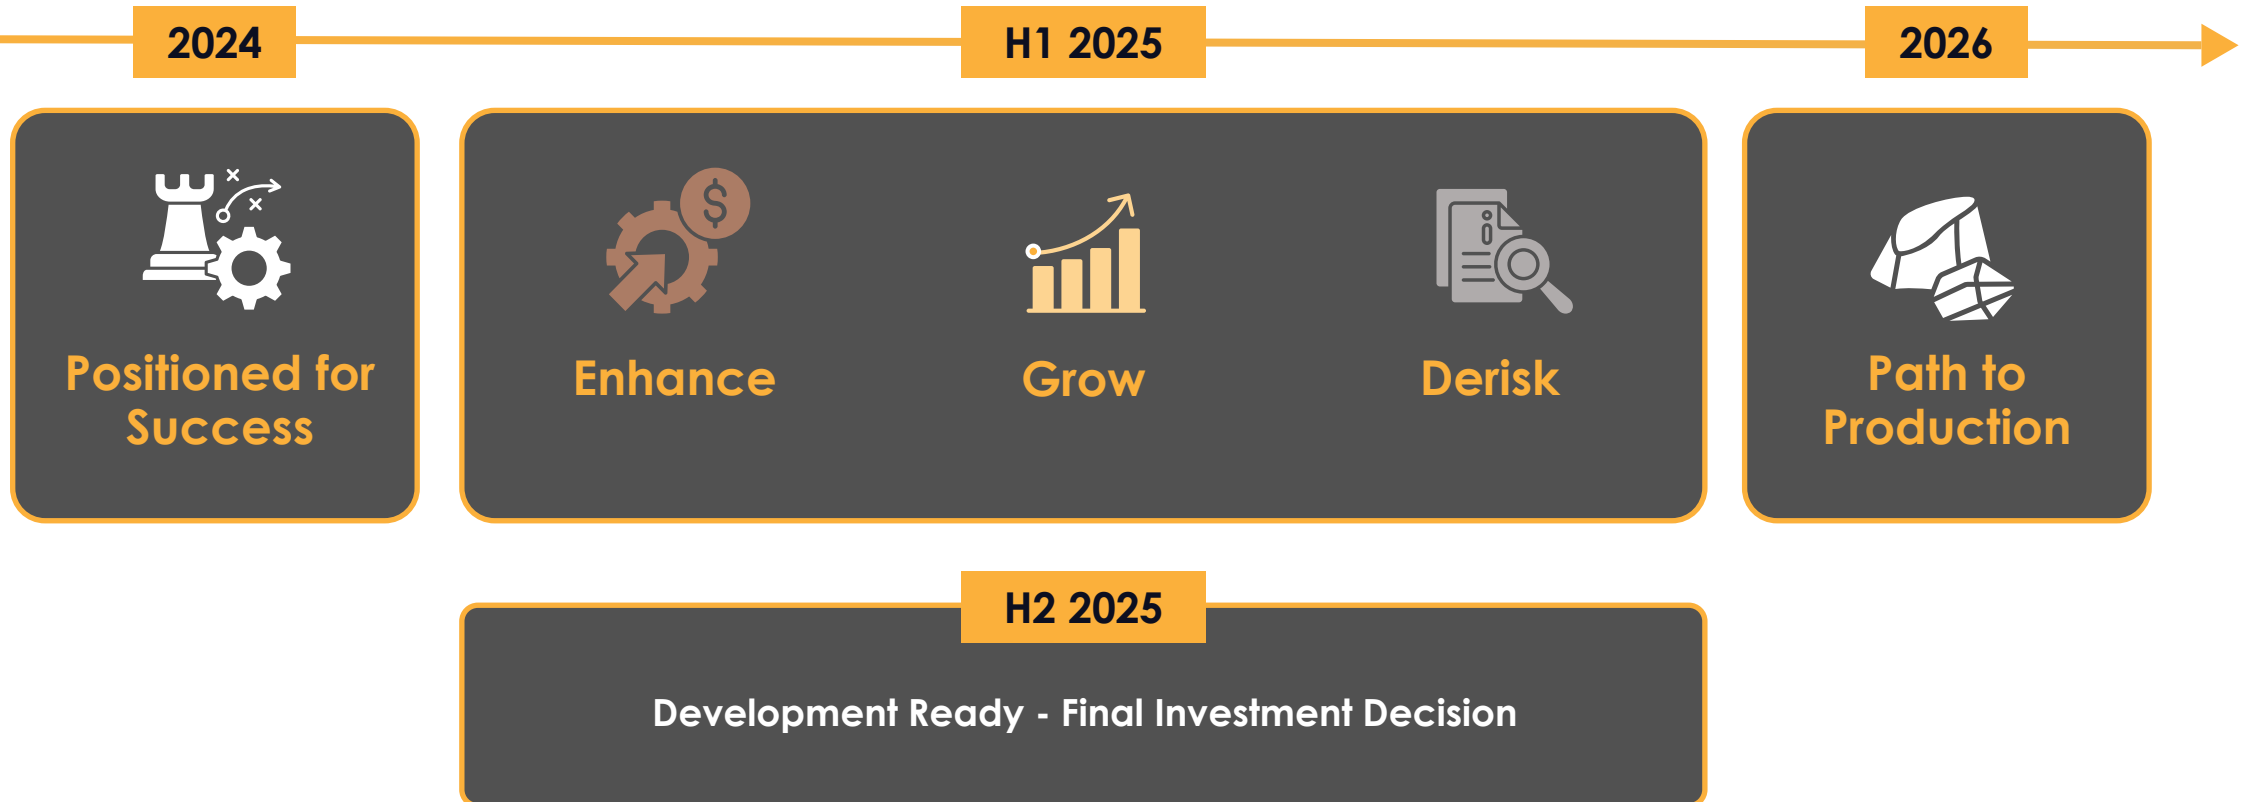 2024
H1 2025
2026
Positioned for
Success
$
Enhance
Grow
i
Derisk
Path to
Production
H2 2025
Development Ready - Final Investment Decision